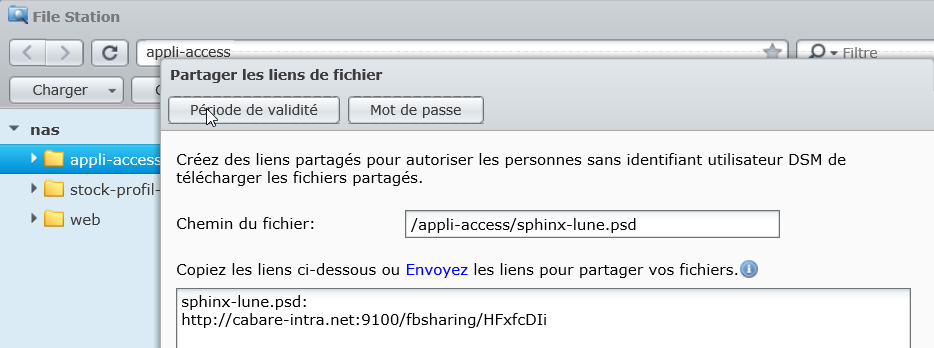 File Station
appli-access
Filtre
Partager les liens de fichier
Charger
Période de validité
Mot de passe
nas
appli-access
stock-profil-
web
Créez des liens partagés pour autoriser les personnes sans identifiant utilisateur DSM de
télécharger les fichiers partagés.
Chemin du fichier:
/appli-access/sphinx-lune.psd
Copiez les liens ci-dessous ou Envoyez les liens pour partager vos fichiers.
sphinx-lune.psd:
http://cabare-intra.net:9100/fbsharing/HFxfcDIi